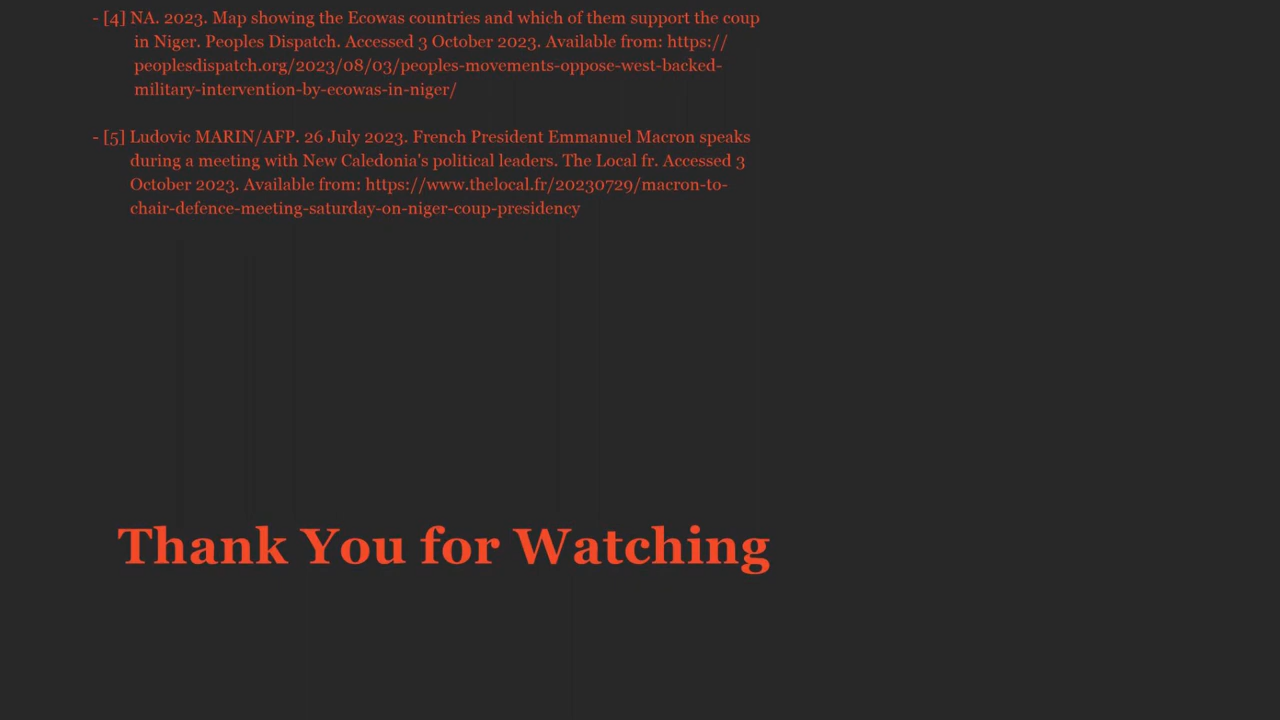 - [4] NA. 2023. Map showing the Ecowas countries and which of them support the coup
in Niger. Peoples Dispatch. Accessed 3 October 2023. Available from: https://
peoplesdispatch.org/2023/08/03/peoples-movements-oppose-west-backed-
military-intervention-by-ecowas-in-niger/
- [5] Ludovic MARIN/AFP. 26 July 2023. French President Emmanuel Macron speaks
during a meeting with New Caledonia's political leaders. The Local fr. Accessed 3
October 2023. Available from: https://www.thelocal.fr/20230729/macron-to-
chair-defence-meeting-saturday-on-niger-coup-presidency
Thank You for Watching